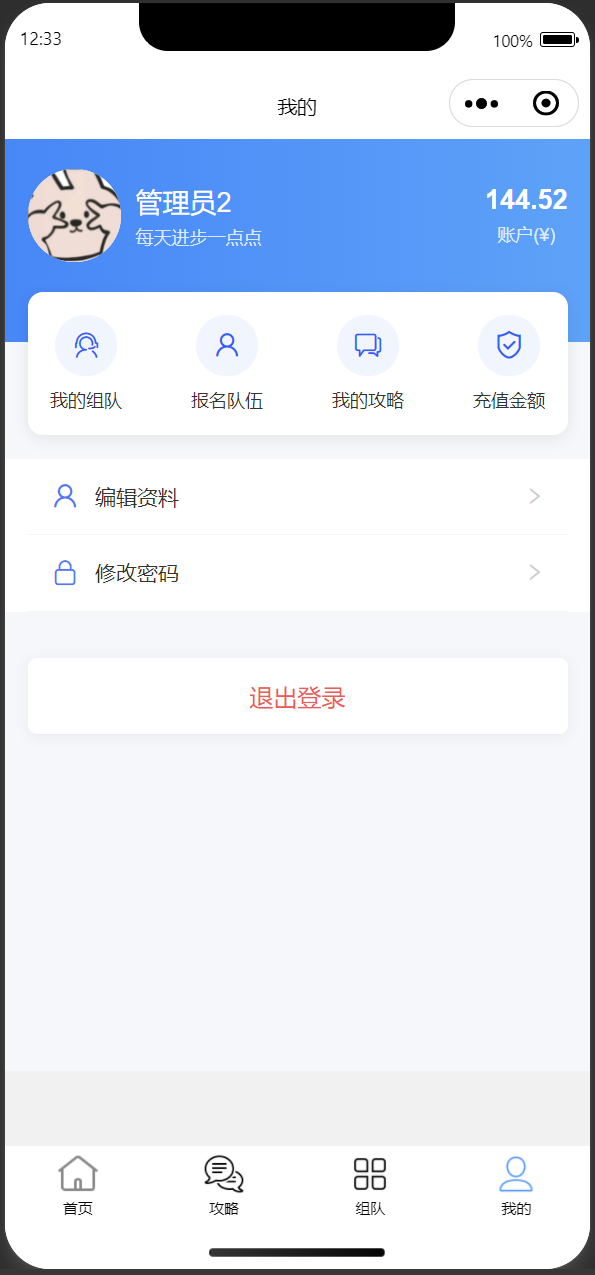 12:33
100%
我的
管理员2
144.52
每天进步一点点
账户(¥)
我的组队
报名队伍
我的攻略
充值金额
编辑资料
修改密码
退出登录
首页
攻略
组队
我的